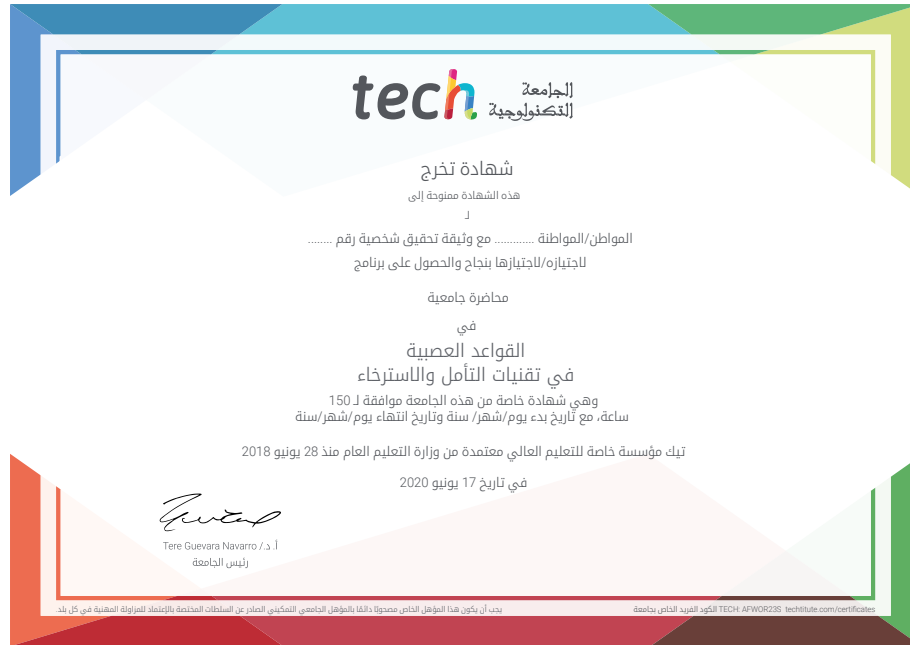 tech الجامعة
التكنولوجية
شهادة تخرج
هذه الشهادة ممنوحة إلى
لـ
المواطن/المواطنة ............ مع وثيقة تحقيق شخصية رقم ........
لاجتيازه/لاجتيازها بنجاح والحصول على برنامج
محاضرة جامعية
في
القواعد العصبية
في تقنيات التأمل والاسترخاء
وهي شهادة خاصة من هذه الجامعة موافقة لـ 150
ساعة، مع تاريخ بدء يوم/شهر/ سنة وتاريخ انتهاء يوم/شهر/سنة
تيك مؤسسة خاصة للتعليم العالي معتمدة من وزارة التعليم العام منذ 28 يونيو 2018
في تاريخ 17 يونيو 2020
أ. د./ Tere Guevara Navarro
رئيس الجامعة
الكود الفريد الخاص بجامعة TECH: AFWOR23S techtitute.com/certificates
يجب أن يكون هذا المؤهل الخاص مصحوبًا دائمًا بالمؤهل الجامعي التمكيني الصادر عن السلطات المختصة بالإعتماد للمزاولة المهنية في كل بلد.